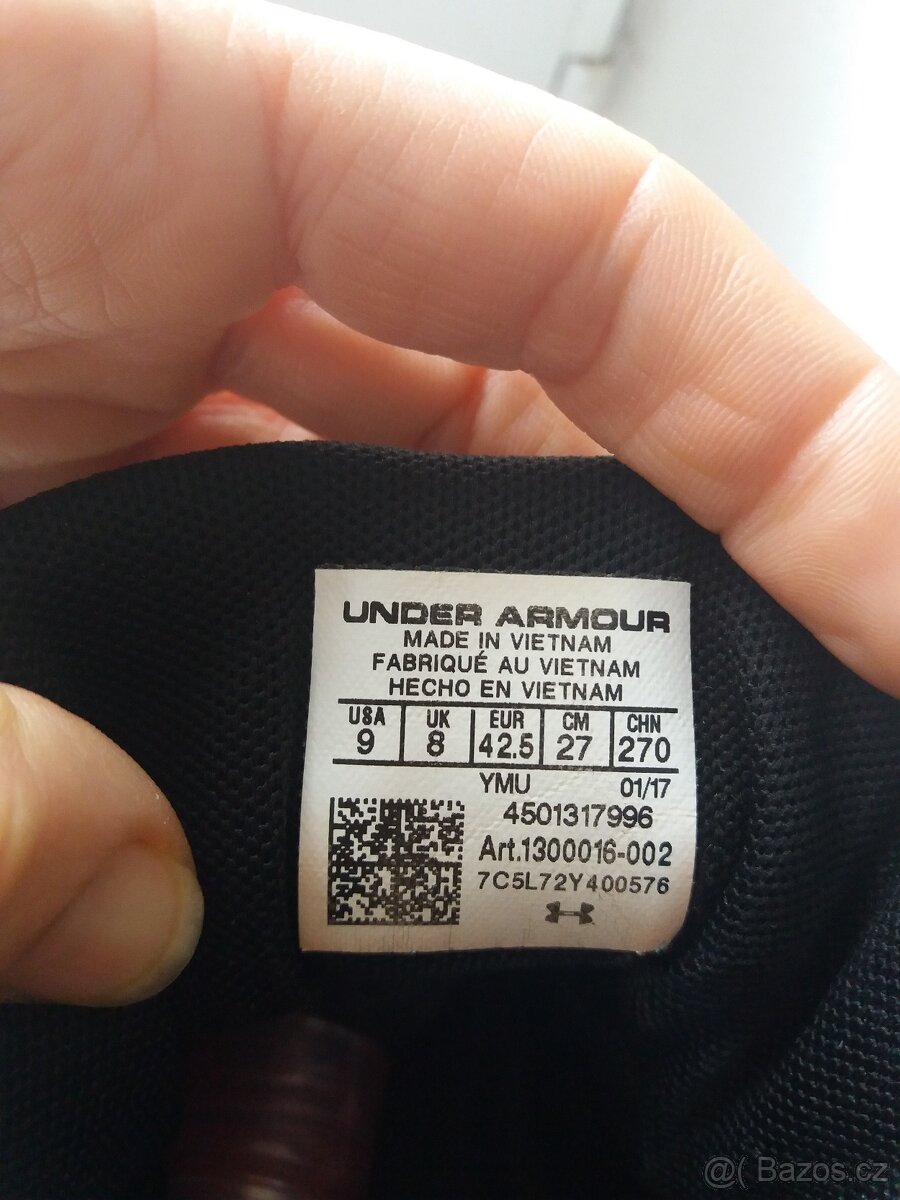 UNDER ARMOUR
MADE IN VIETNAM
FABRIQUÉ AU VIETNAM
HECHO EN VIETNAM
USA UK EUR CM CHN
9 8 42.5 27 270
YMU 01/17
4501317996
Art.1300016-002
7C5L72Y400576
@( Bazos.cz